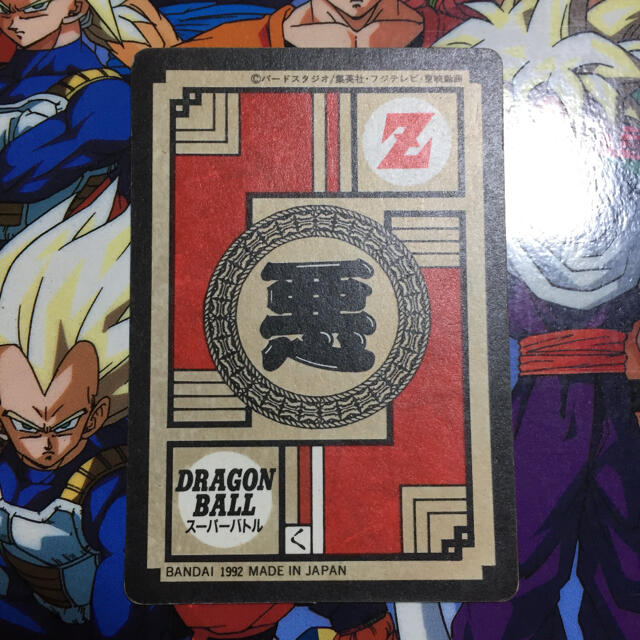 ©バードスタジオ/集英社・フジテレビ・東映動画
Z
悪
DRAGON
BALL
スーパーバトル
く
BANDAI 1992 MADE IN JAPAN